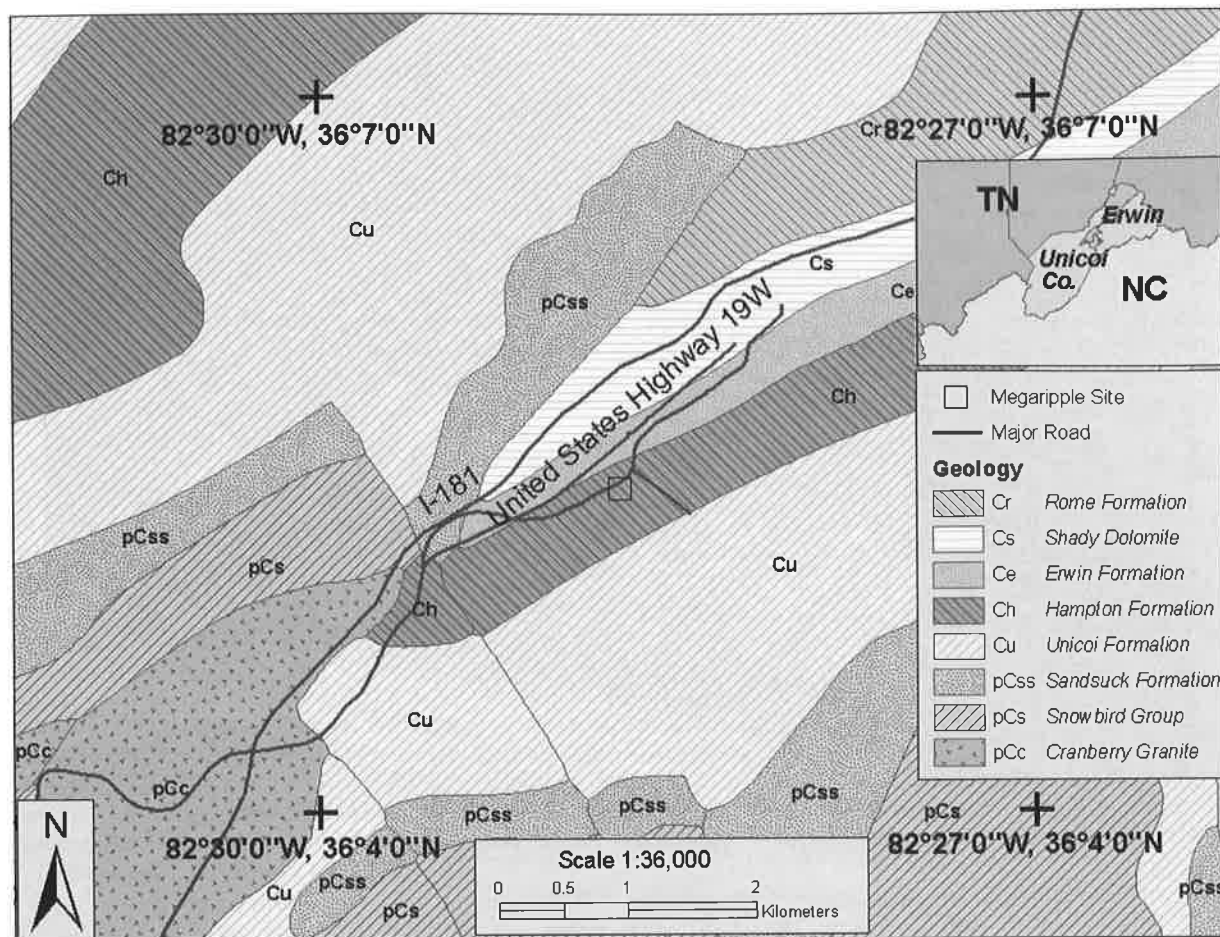 82°30'0"W, 36°7'0"N
Cr
82°27'0"W, 36°7'0"N
Ch
Cu
TN
Erwin
Unicoi
Co.
NC
pCss
Cs
Ce
United States Highway 19W
Ch
I-181
pCss
pCs
Cu
Ch
Cu
pCss
pCss
pCss
pCc
pCc
pCs
82°30'0"W, 36°4'0"N
82°27'0"W, 36°4'0"N
Cu
pCss
pCs
pCss
N
Scale 1:36,000
0 0.5 1 2
Kilometers
Megaripple Site
Major Road
Geology
Cr Rome Formation
Cs Shady Dolomite
Ce Erwin Formation
Ch Hampton Formation
Cu Unicoi Formation
pCss Sandsuck Formation
pCs Snowbird Group
pCc Cranberry Granite